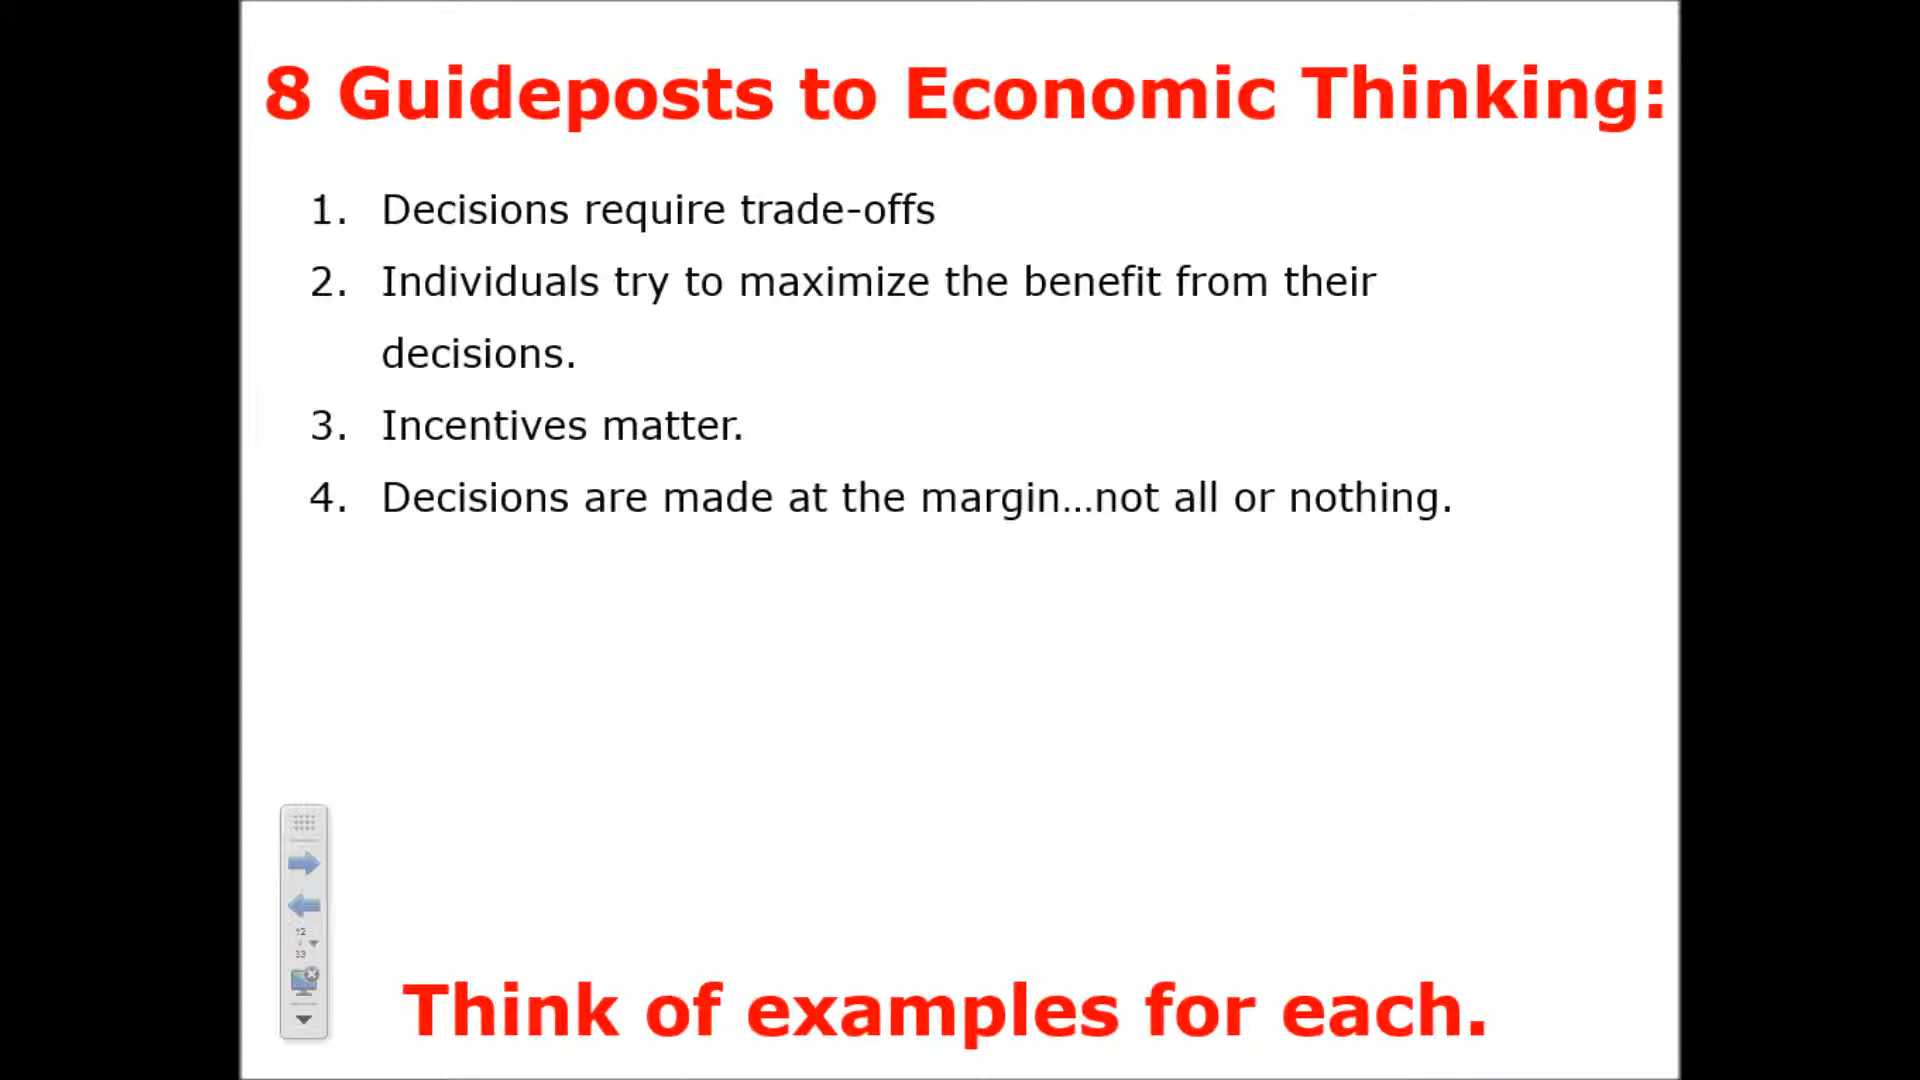 8 Guideposts to Economic Thinking:
1. Decisions require trade-offs
2. Individuals try to maximize the benefit from their
decisions.
3. Incentives matter.
4. Decisions are made at the margin…not all or nothing.
12
33
Think of examples for each.